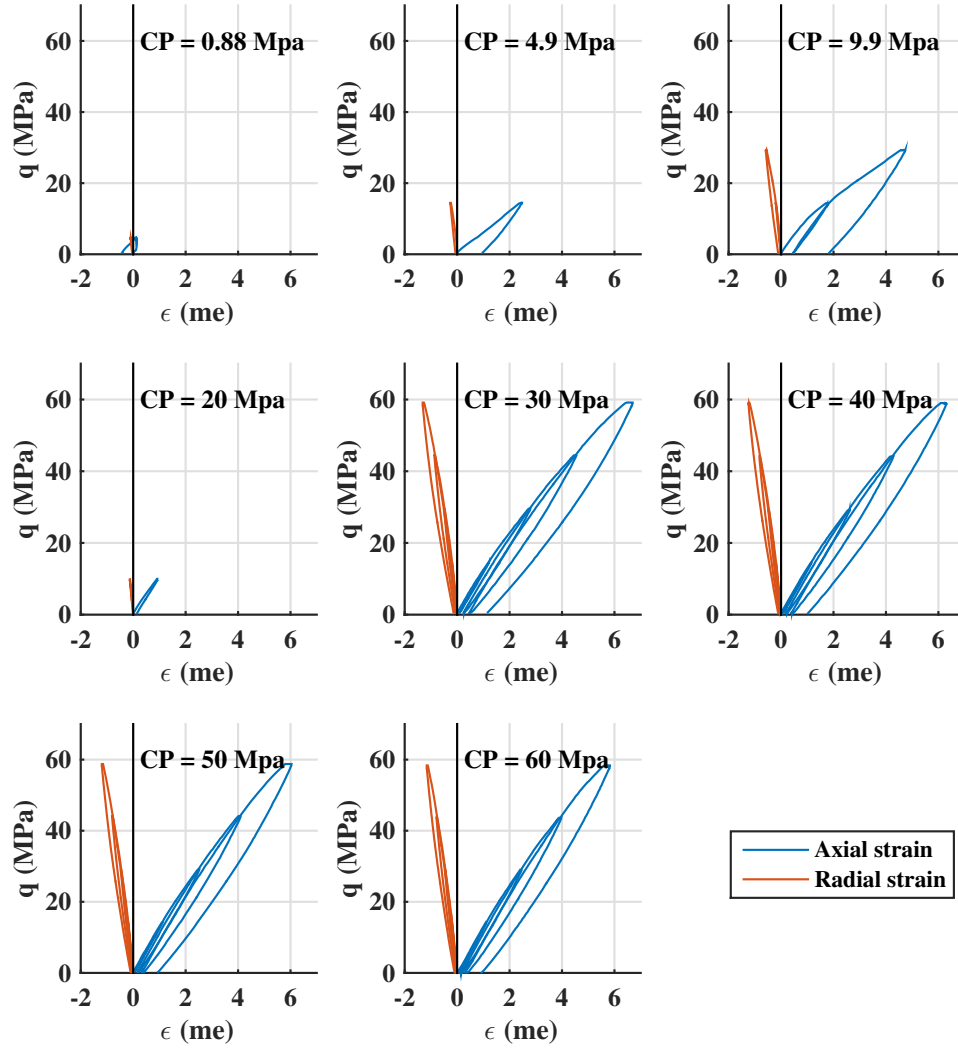 CP = 0.88 Mpa
60
40
20
0
q (MPa)
-2 0 2 4 6
ϵ (me)
CP = 4.9 Mpa
60
40
20
0
q (MPa)
-2 0 2 4 6
ϵ (me)
CP = 9.9 Mpa
60
40
20
0
q (MPa)
-2 0 2 4 6
ϵ (me)
CP = 20 Mpa
60
40
20
0
q (MPa)
-2 0 2 4 6
ϵ (me)
CP = 30 Mpa
60
40
20
0
q (MPa)
-2 0 2 4 6
ϵ (me)
CP = 40 Mpa
60
40
20
0
q (MPa)
-2 0 2 4 6
ϵ (me)
CP = 50 Mpa
60
40
20
0
q (MPa)
-2 0 2 4 6
ϵ (me)
CP = 60 Mpa
60
40
20
0
q (MPa)
-2 0 2 4 6
ϵ (me)
Axial strain
Radial strain